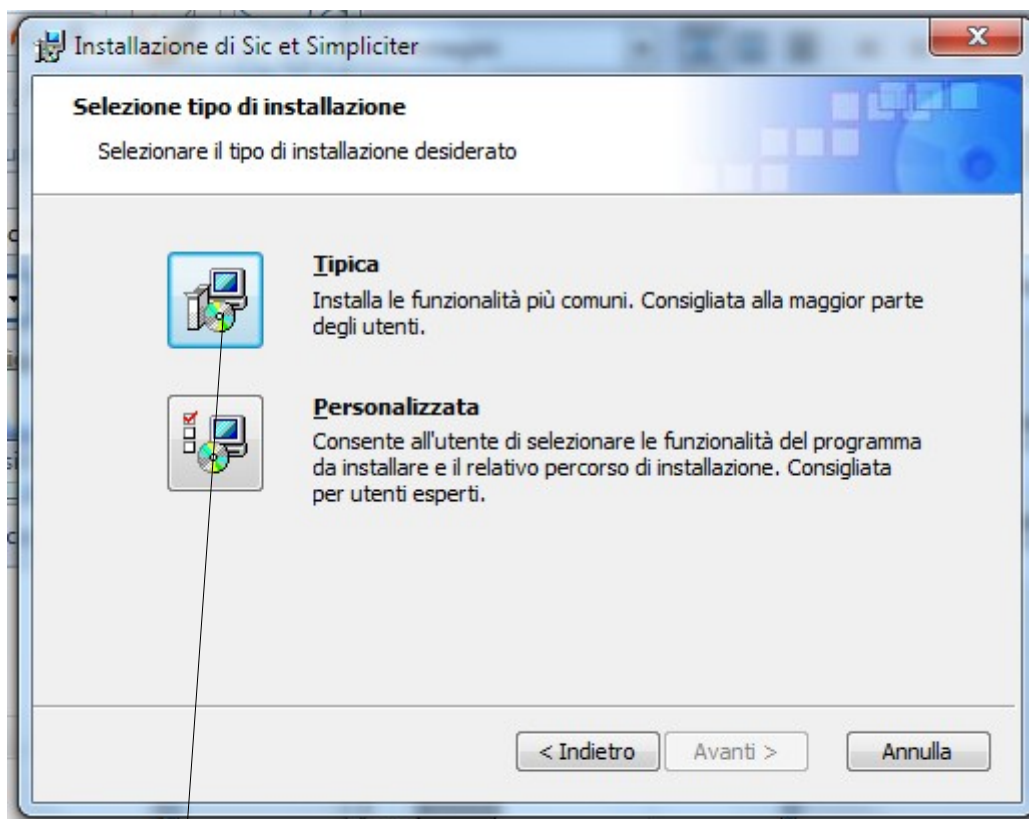 Installazione di Sic et Simpliciter
Selezione tipo di installazione
Selezionare il tipo di installazione desiderato
Tipica
Installa le funzionalità più comuni. Consigliata alla maggior parte
degli utenti.
Personalizzata
Consente all'utente di selezionare le funzionalità del programma
da installare e il relativo percorso di installazione. Consigliata
per utenti esperti.
< Indietro
Avanti >
Annulla